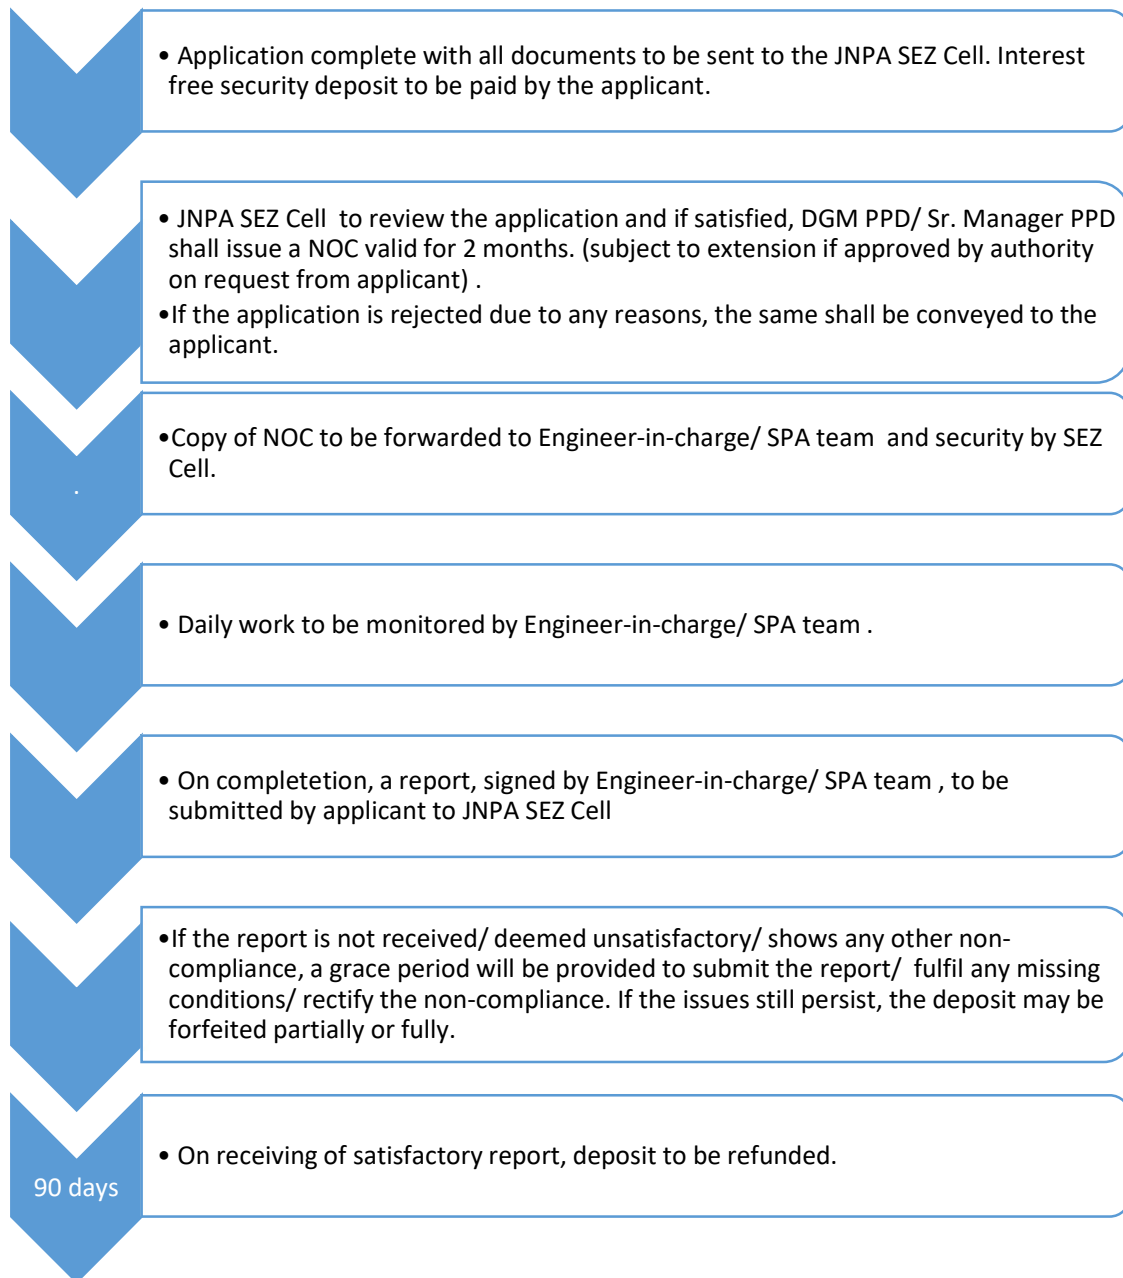 • Application complete with all documents to be sent to the JNPA SEZ Cell. Interest
free security deposit to be paid by the applicant.
• JNPA SEZ Cell  to review the application and if satisfied, DGM PPD/ Sr. Manager PPD
shall issue a NOC valid for 2 months. (subject to extension if approved by authority
on request from applicant) .
•If the application is rejected due to any reasons, the same shall be conveyed to the
applicant.
.
•Copy of NOC to be forwarded to Engineer-in-charge/ SPA team  and security by SEZ
Cell.
• Daily work to be monitored by Engineer-in-charge/ SPA team .
• On completetion, a report, signed by Engineer-in-charge/ SPA team , to be
submitted by applicant to JNPA SEZ Cell
•If the report is not received/ deemed unsatisfactory/ shows any other non-
compliance, a grace period will be provided to submit the report/  fulfil any missing
conditions/ rectify the non-compliance. If the issues still persist, the deposit may be
forfeited partially or fully.
90 days
• On receiving of satisfactory report, deposit to be refunded.